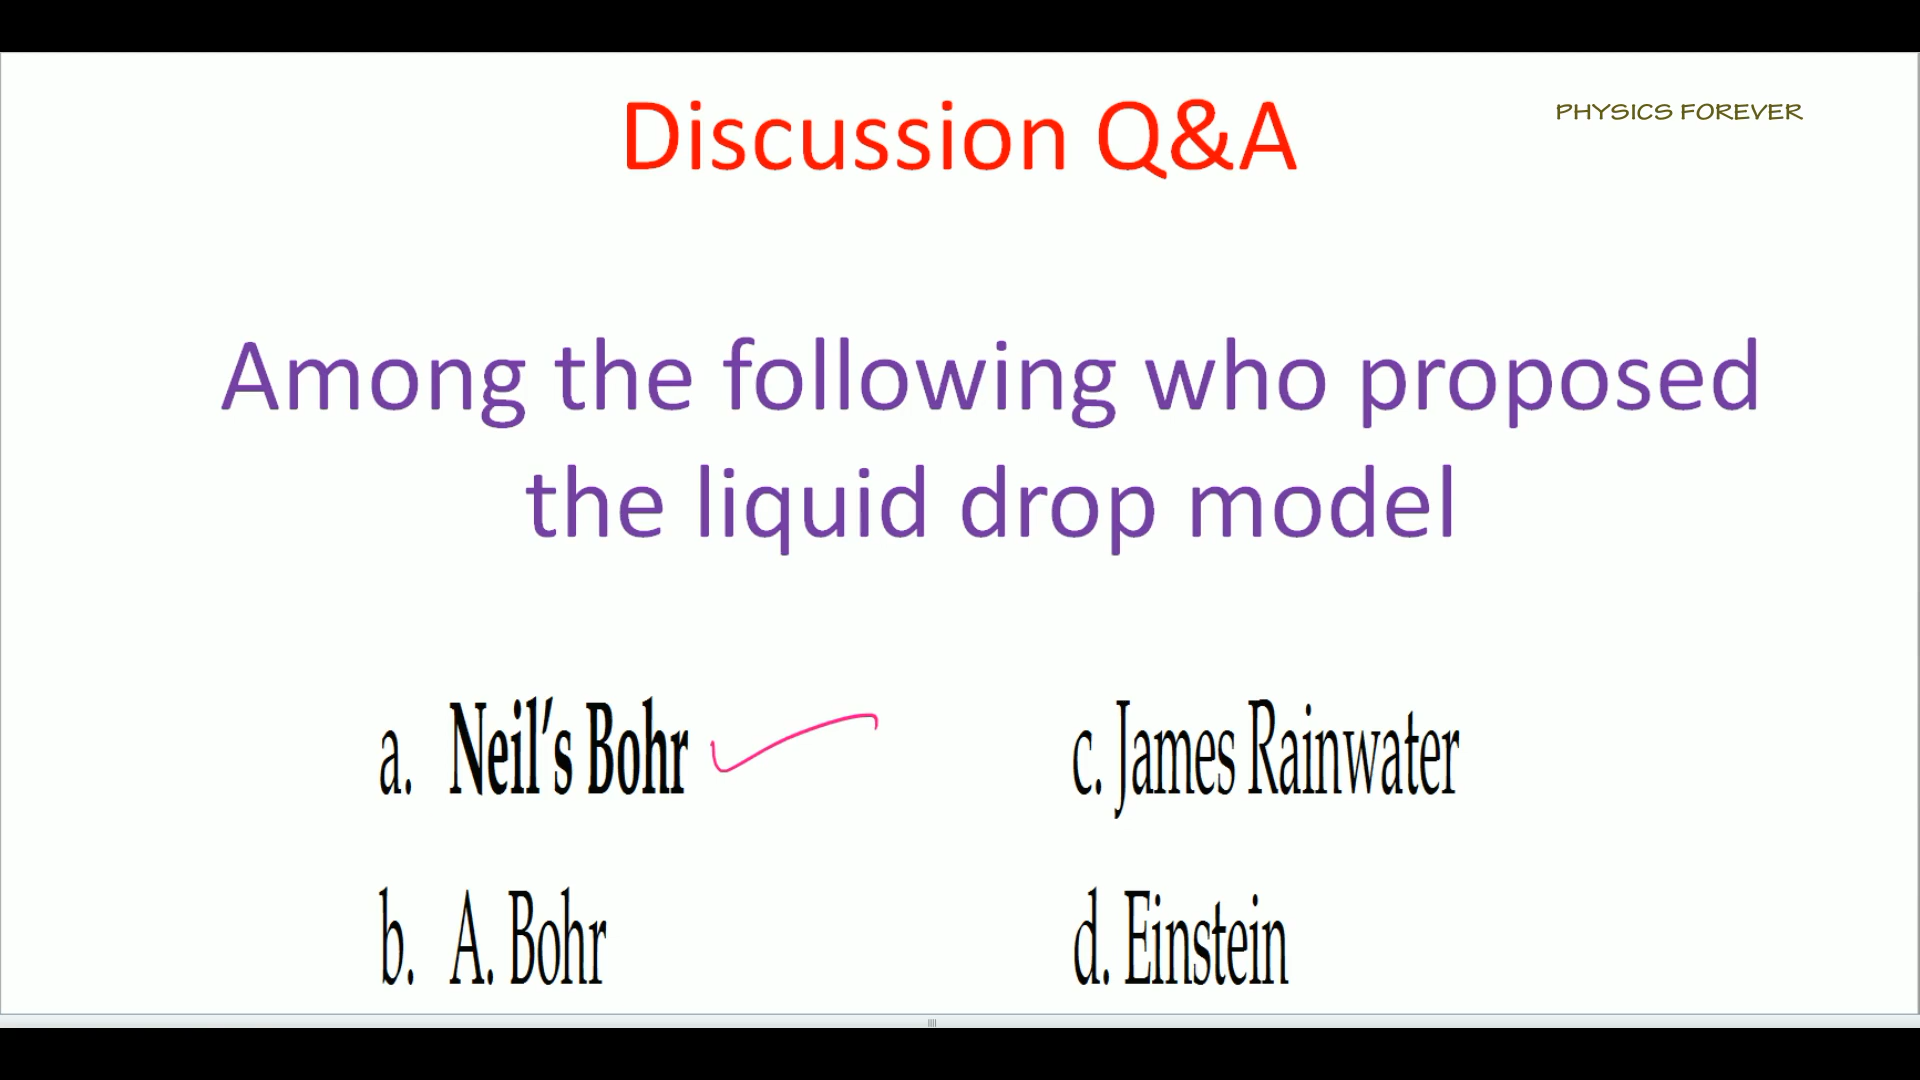 Discussion Q&A
PHYSICS FOREVER
Among the following who proposed
the liquid drop model
a. Neil's Bohr
c. James Rainwater
b. A. Bohr
d. Einstein